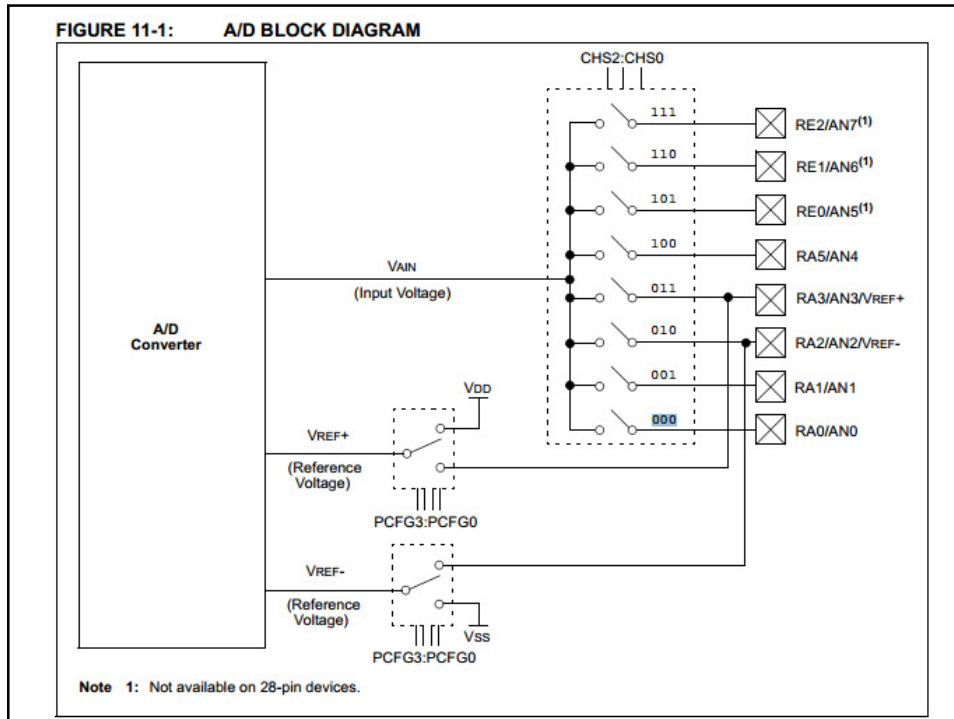 FIGURE 11-1: A/D BLOCK DIAGRAM
CHS2:CHS0
111
RE2/AN7(1)
110
RE1/AN6(1)
101
RE0/AN5(1)
100
RA5/AN4
VAIN
(Input Voltage)
011
RA3/AN3/VREF+
A/D
Converter
010
RA2/AN2/VREF-
001
RA1/AN1
VDD
000
RA0/AN0
VREF+
(Reference
Voltage)
PCFG3:PCFG0
VREF-
(Reference
Voltage)
VSS
PCFG3:PCFG0
Note 1: Not available on 28-pin devices.